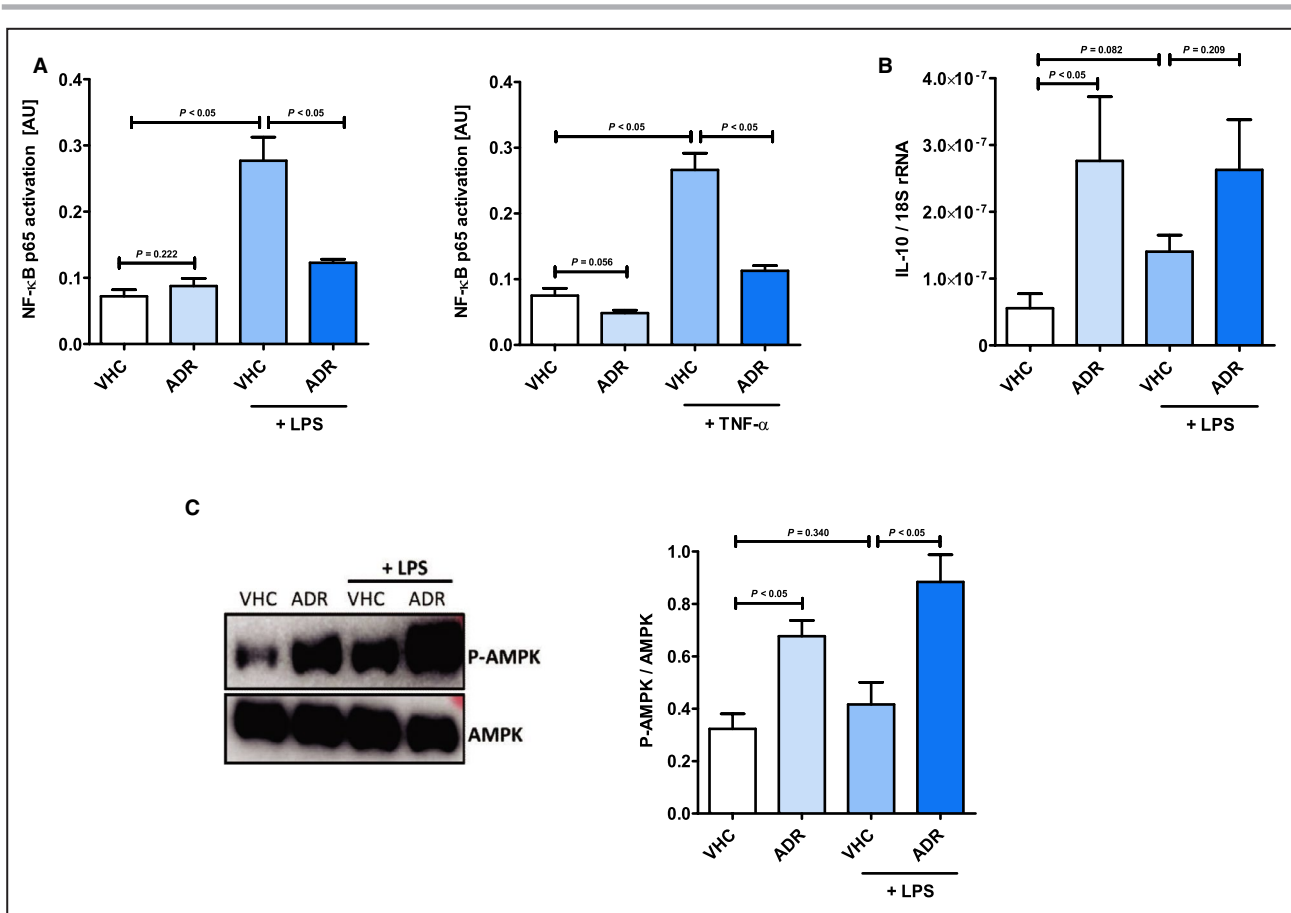 A
NF-κB p65 activation [AU]
0.4
0.3
0.2
0.1
0.0
P < 0.05
P < 0.05
P = 0.222
VHC
ADR
VHC
ADR
+ LPS
NF-κB p65 activation [AU]
0.4
0.3
0.2
0.1
0.0
P < 0.05
P < 0.05
P = 0.056
VHC
ADR
VHC
ADR
+ TNF-α
B
IL-10 / 18S rRNA
4.0×10⁻⁷
3.0×10⁻⁷
2.0×10⁻⁷
1.0×10⁻⁷
0
P = 0.082
P = 0.209
P < 0.05
VHC
ADR
VHC
ADR
+ LPS
C
+ LPS
VHC ADR VHC ADR
P-AMPK
AMPK
P-AMPK / AMPK
1.0
0.8
0.6
0.4
0.2
0.0
P = 0.340
P < 0.05
P < 0.05
VHC
ADR
VHC
ADR
+ LPS